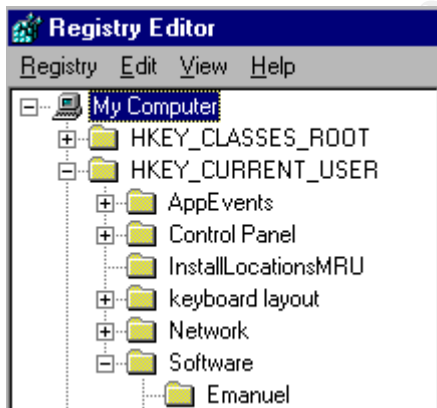 Registry Editor
Registry Edit View Help
My Computer
HKEY_CLASSES_ROOT
HKEY_CURRENT_USER
AppEvents
Control Panel
InstallLocationsMRU
keyboard layout
Network
Software
Emanuel